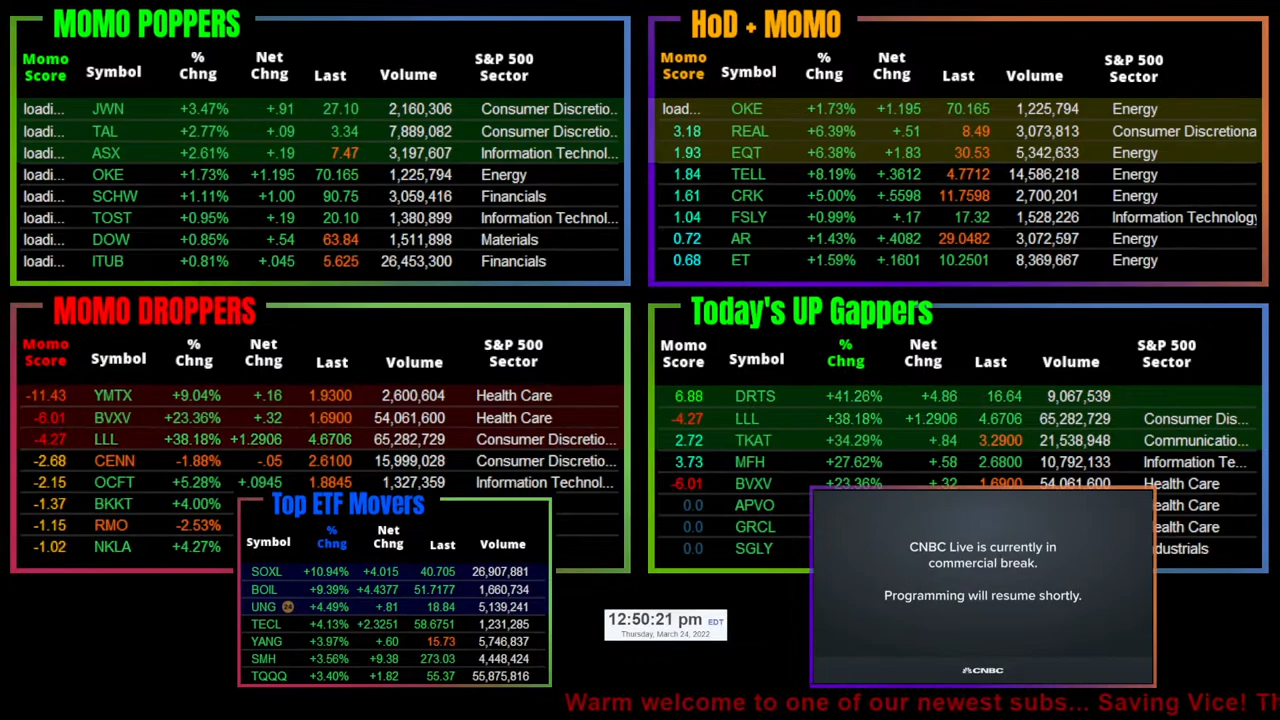 MOMO POPPERS
Momo Score Symbol % Chng Net Chng Last Volume S&P 500 Sector
loadi... JWN +3.47% +.91 27.10 2,160,306 Consumer Discretio...
loadi... TAL +2.77% +.09 3.34 7,889,082 Consumer Discretio...
loadi... ASX +2.61% +.19 7.47 3,197,607 Information Technol...
loadi... OKE +1.73% +1.195 70.165 1,225,794 Energy
loadi... SCHW +1.11% +1.00 90.75 3,059,416 Financials
loadi... TOST +0.95% +.19 20.10 1,380,899 Information Technol...
loadi... DOW +0.85% +.54 63.84 1,511,898 Materials
loadi... ITUB +0.81% +.045 5.625 26,453,300 Financials
HoD + MOMO
Momo Score Symbol % Chng Net Chng Last Volume S&P 500 Sector
load... OKE +1.73% +1.195 70.165 1,225,794 Energy
3.18 REAL +6.39% +.51 8.49 3,073,813 Consumer Discretiona
1.93 EQT +6.38% +1.83 30.53 5,342,633 Energy
1.84 TELL +8.19% +.3612 4.7712 14,586,218 Energy
1.61 CRK +5.00% +.5598 11.7598 2,700,201 Energy
1.04 FSLY +0.99% +.17 17.32 1,528,226 Information Technology
0.72 AR +1.43% +.4082 29.0482 3,072,597 Energy
0.68 ET +1.59% +.1601 10.2501 8,369,667 Energy
MOMO DROPPERS
Momo Score Symbol % Chng Net Chng Last Volume S&P 500 Sector
-11.43 YMTX +9.04% +.16 1.9300 2,600,604 Health Care
-6.01 BVXV +23.36% +.32 1.6900 54,061,600 Health Care
-4.27 LLL +38.18% +1.2906 4.6706 65,282,729 Consumer Discretio...
-2.68 CENN -1.88% -.05 2.6100 15,999,028 Consumer Discretio...
-2.15 OCFT +5.28% +.0945 1.8845 1,327,359 Information Technol...
-1.37 BKKT +4.00%
-1.15 RMO -2.53%
-1.02 NKLA +4.27%
Today's UP Gappers
Momo Score Symbol % Chng Net Chng Last Volume S&P 500 Sector
6.88 DRTS +41.26% +4.86 16.64 9,067,539
-4.27 LLL +38.18% +1.2906 4.6706 65,282,729 Consumer Dis...
2.72 TKAT +34.29% +.84 3.2900 21,538,948 Communicatio...
3.73 MFH +27.62% +.58 2.6800 10,792,133 Information Te...
-6.01 BVXV +23.36% +.32 1.6900 54,061,600 Health Care
0.0 APVO ealth Care
0.0 GRCL ealth Care
0.0 SGLY dustrials
Top ETF Movers
Symbol % Chng Net Chng Last Volume
SOXL +10.94% +4.015 40.705 26,907,881
BOIL +9.39% +4.4377 51.7177 1,660,734
UNG 24 +4.49% +.81 18.84 5,139,241
TECL +4.13% +2.3251 58.6751 1,231,285
YANG +3.97% +.60 15.73 5,746,837
SMH +3.56% +9.38 273.03 4,448,424
TQQQ +3.40% +1.82 55.37 55,875,816
12:50:21 pm EDT
Thursday, March 24, 2022
CNBC Live is currently in
commercial break.
Programming will resume shortly.
CNBC
Warm welcome to one of our newest subs... Saving Vice! Th